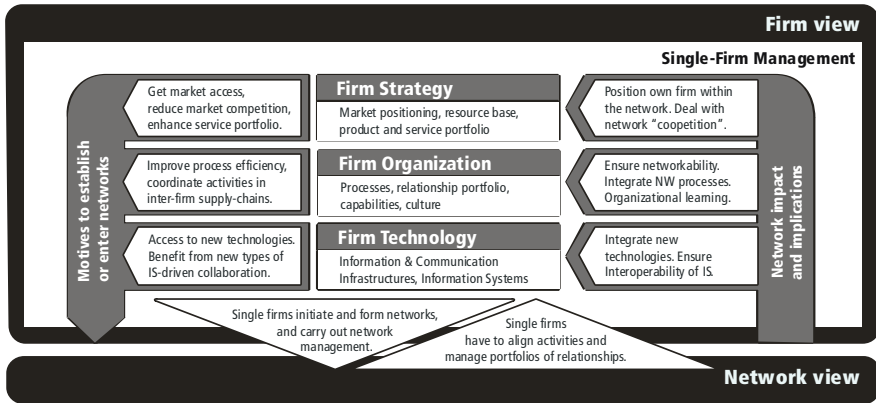 Firm view
Single-Firm Management
Motives to establish
or enter networks
Get market access,
reduce market competition,
enhance service portfolio.
Firm Strategy
Market positioning, resource base,
product and service portfolio
Position own firm within
the network. Deal with
network “coopetition”.
Improve process efficiency,
coordinate activities in
inter-firm supply-chains.
Firm Organization
Processes, relationship portfolio,
capabilities, culture
Ensure networkability.
Integrate NW processes.
Organizational learning.
Access to new technologies.
Benefit from new types of
IS-driven collaboration.
Firm Technology
Information & Communication
Infrastructures, Information Systems
Integrate new
technologies. Ensure
Interoperability of IS.
Network impact
and implications
Single firms initiate and form networks,
and carry out network
management.
Single firms
have to align activities and
manage portfolios of relationships.
Network view